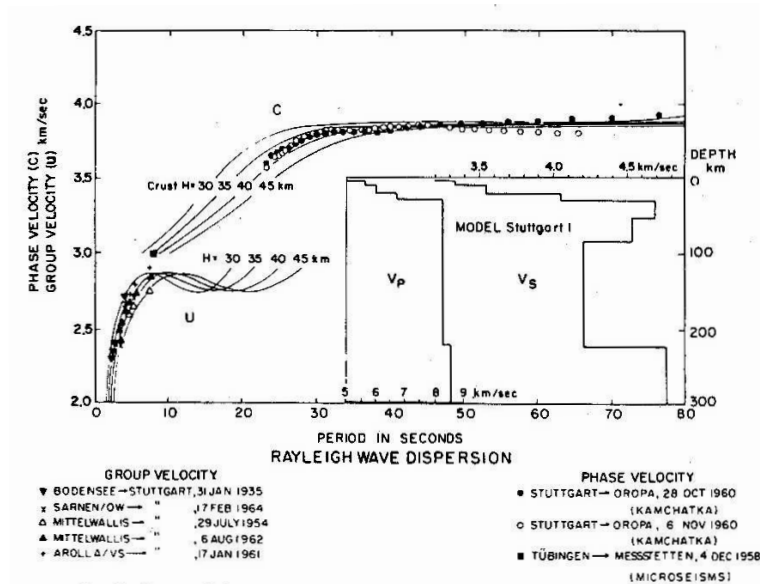 PHASE VELOCITY (C) km/sec
GROUP VELOCITY (U)
4.5
4.0
3.5
3.0
2.5
2.0
C
Crust H= 30 35 40 45 km
H = 30 35 40 45 km
U
3.5 4.0 4.5 km/sec
DEPTH
km
0
100
200
300
MODEL Stuttgart I
VP
VS
5 6 7 8 9 km/sec
0 10 20 30 40 50 60 70 80
PERIOD IN SECONDS
RAYLEIGH WAVE DISPERSION
GROUP VELOCITY
▼ BODENSEE → STUTTGART, 31 JAN 1935
x SARNEN/OW → " , 17 FEB 1964
△ MITTELWALLIS → " , 29 JULY 1954
▲ MITTELWALLIS → " , 6 AUG 1962
+ AROLLA/VS → " , 17 JAN 1961
PHASE VELOCITY
● STUTTGART → OROPA, 28 OCT 1960
(KAMCHATKA)
○ STUTTGART → OROPA, 6 NOV 1960
(KAMCHATKA)
■ TÜBINGEN → MESSSTETTEN, 4 DEC 1958
(MICROSEISMS)